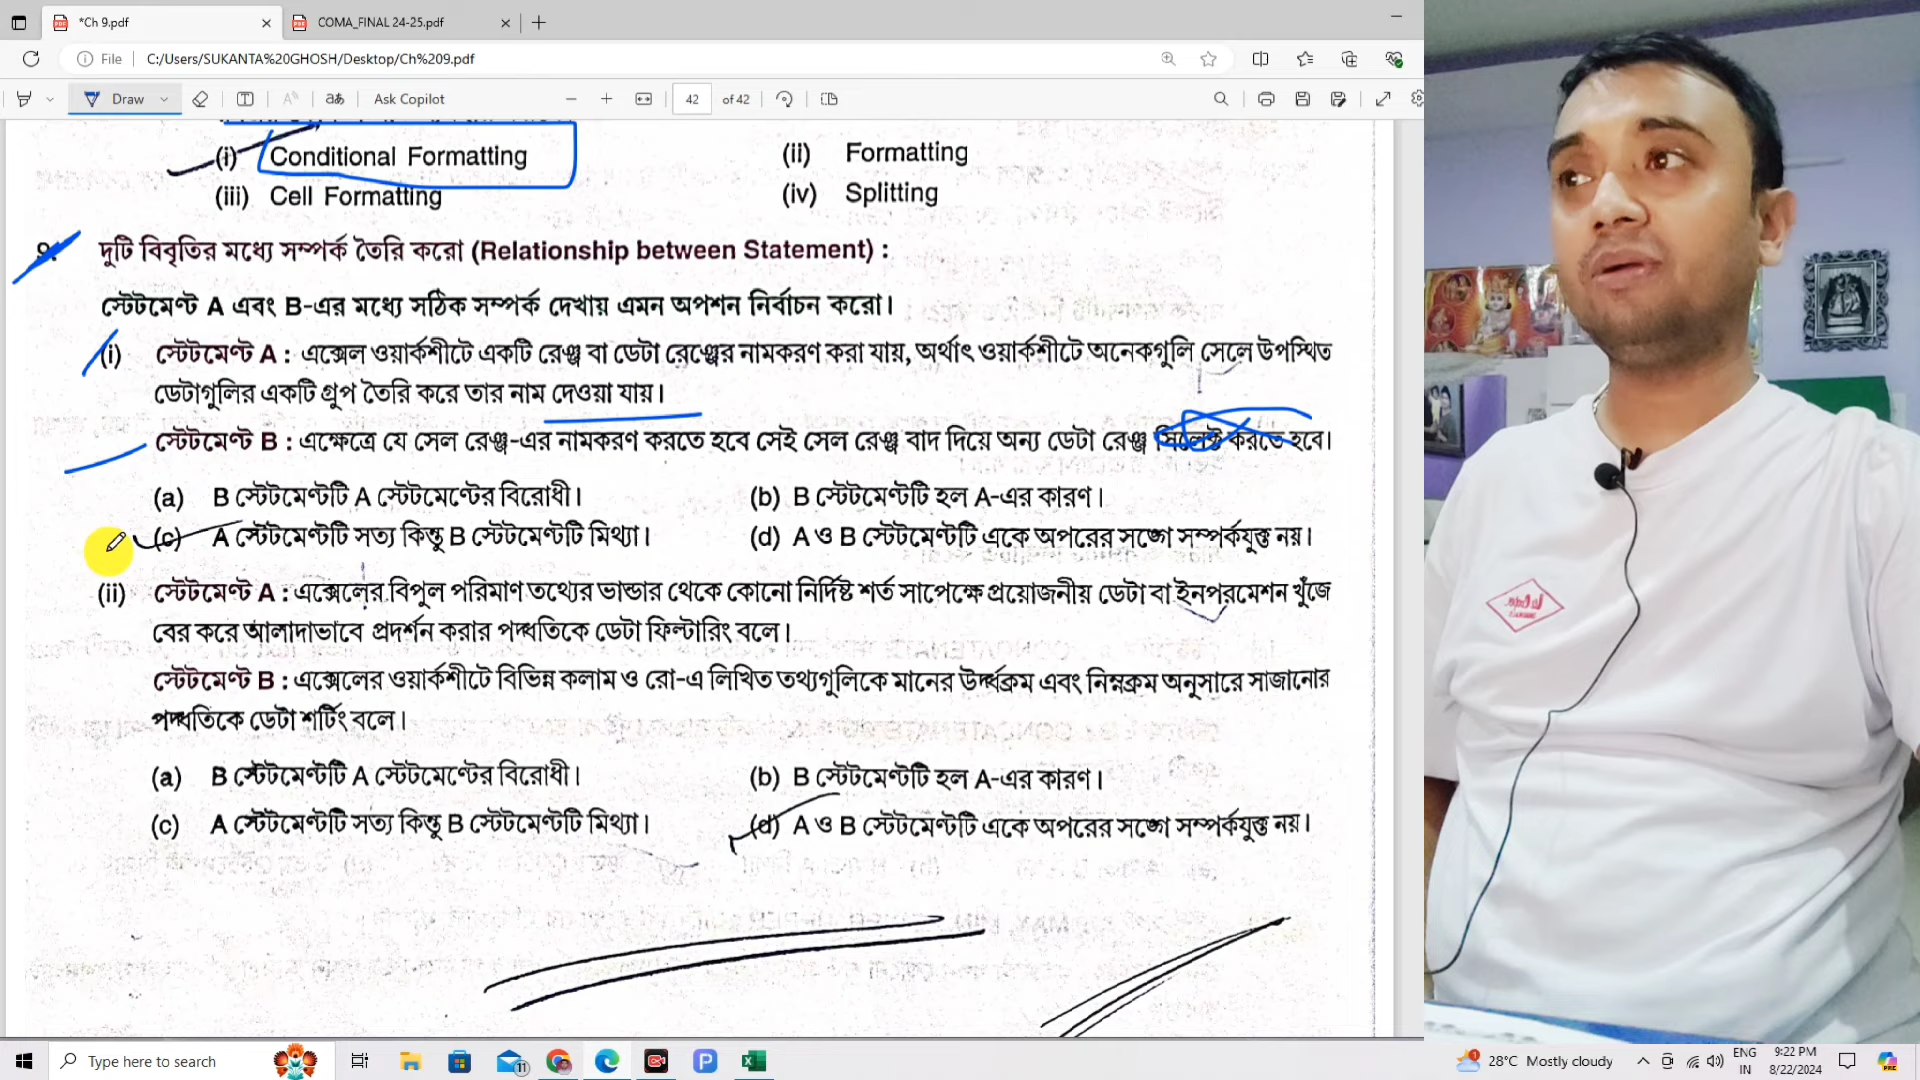 *Ch 9.pdf
COMA_FINAL 24-25.pdf
File
C:/Users/SUKANTA%20GHOSH/Desktop/Ch%209.pdf
Draw
Ask Copilot
42
of 42
(i) Conditional Formatting
(ii) Formatting
(iii) Cell Formatting
(iv) Splitting
9. দুটি বিবৃতির মধ্যে সম্পর্ক তৈরি করো (Relationship between Statement) :
স্টেটমেন্ট A এবং B-এর মধ্যে সঠিক সম্পর্ক দেখায় এমন অপশন নির্বাচন করো।
(i) স্টেটমেন্ট A : এক্সেল ওয়ার্কশীটে একটি রেঞ্জ বা ডেটা রেঞ্জের নামকরণ করা যায়, অর্থাৎ ওয়ার্কশীটে অনেকগুলি সেলে উপস্থিত
ডেটাগুলির একটি গ্রুপ তৈরি করে তার নাম দেওয়া যায়।
স্টেটমেন্ট B : এক্ষেত্রে যে সেল রেঞ্জ-এর নামকরণ করতে হবে সেই সেল রেঞ্জ বাদ দিয়ে অন্য ডেটা রেঞ্জ সিলেক্ট করতে হবে।
(a) B স্টেটমেন্টটি A স্টেটমেন্টের বিরোধী।
(b) B স্টেটমেন্টটি হল A-এর কারণ।
(c) A স্টেটমেন্টটি সত্য কিন্তু B স্টেটমেন্টটি মিথ্যা।
(d) A ও B স্টেটমেন্টটি একে অপরের সঙ্গে সম্পর্কযুক্ত নয়।
(ii) স্টেটমেন্ট A : এক্সেলের বিপুল পরিমাণ তথ্যের ভান্ডার থেকে কোনো নির্দিষ্ট শর্ত সাপেক্ষে প্রয়োজনীয় ডেটা বা ইনপরমেশন খুঁজে
বের করে আলাদাভাবে প্রদর্শন করার পদ্ধতিকে ডেটা ফিল্টারিং বলে।
স্টেটমেন্ট B : এক্সেলের ওয়ার্কশীটে বিভিন্ন কলাম ও রো-এ লিখিত তথ্যগুলিকে মানের উর্দ্ধক্রম এবং নিম্নক্রম অনুসারে সাজানোর
পদ্ধতিকে ডেটা শর্টিং বলে।
(a) B স্টেটমেন্টটি A স্টেটমেন্টের বিরোধী।
(b) B স্টেটমেন্টটি হল A-এর কারণ।
(c) A স্টেটমেন্টটি সত্য কিন্তু B স্টেটমেন্টটি মিথ্যা।
(d) A ও B স্টেটমেন্টটি একে অপরের সঙ্গে সম্পর্কযুক্ত নয়।
Type here to search
11
28°C Mostly cloudy
ENG
IN
9:22 PM
8/22/2024